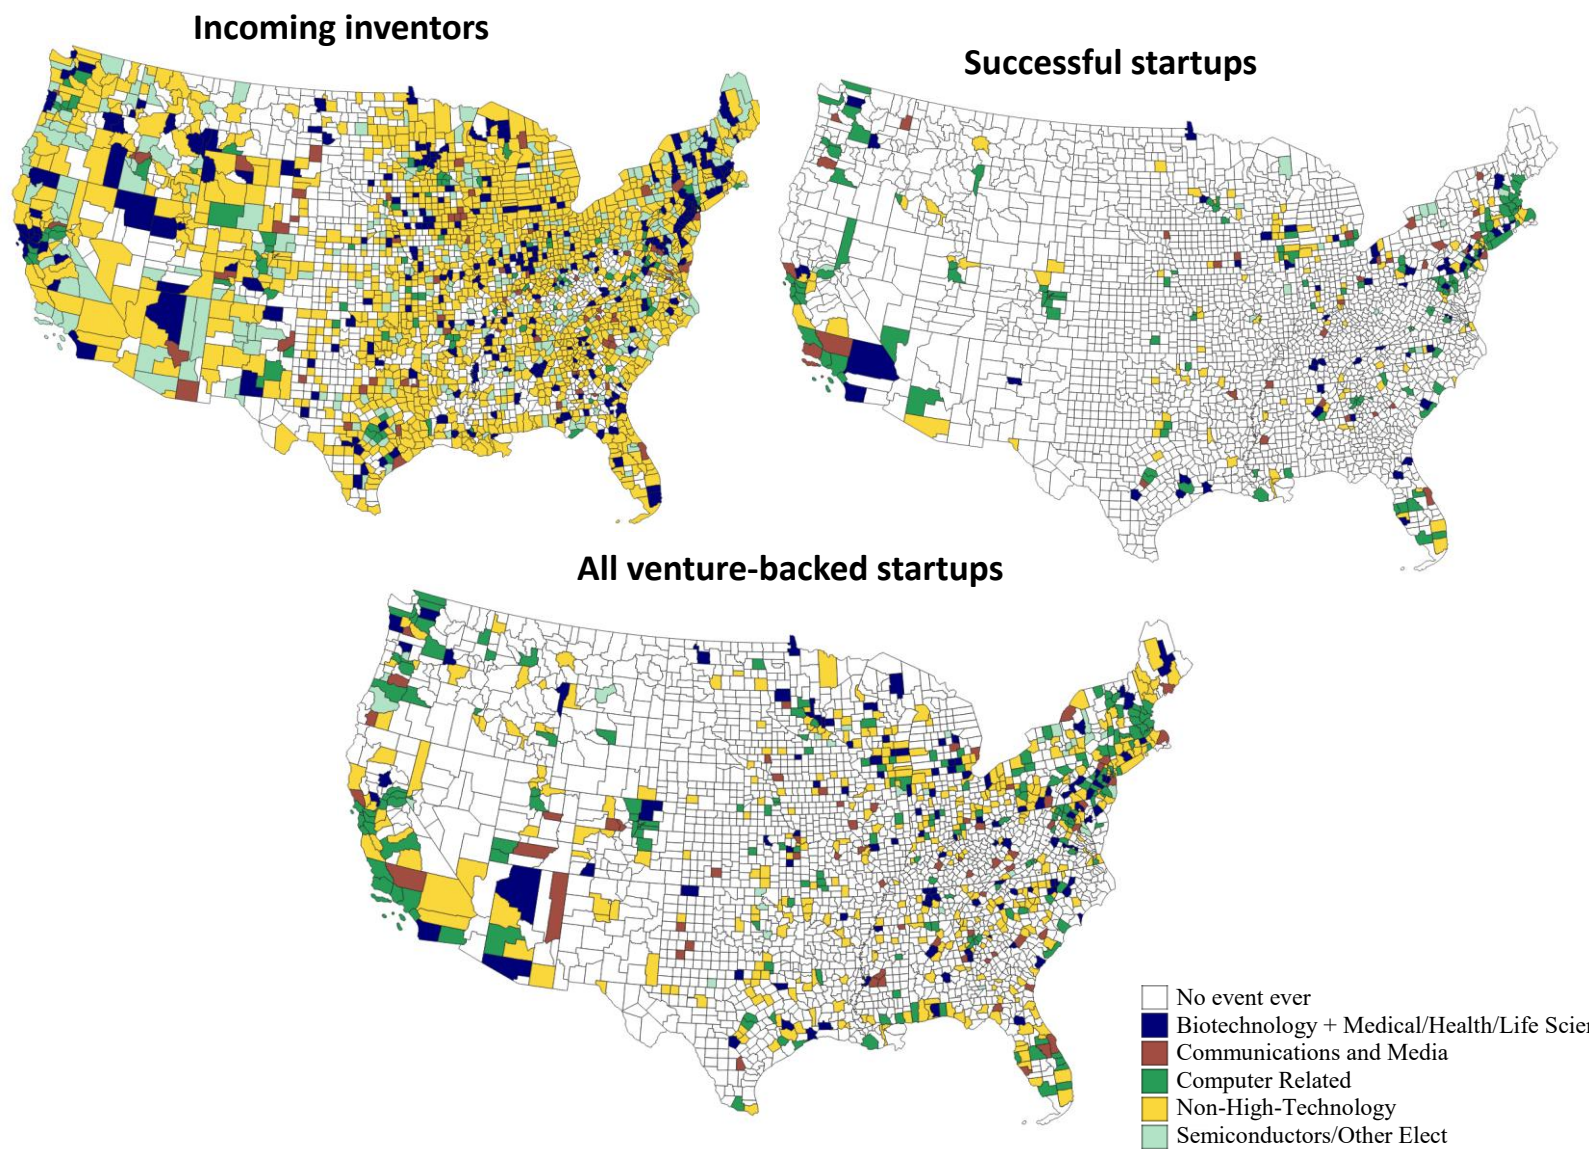 Incoming inventors
Successful startups
All venture-backed startups
No event ever
Biotechnology + Medical/Health/Life Scien
Communications and Media
Computer Related
Non-High-Technology
Semiconductors/Other Elect